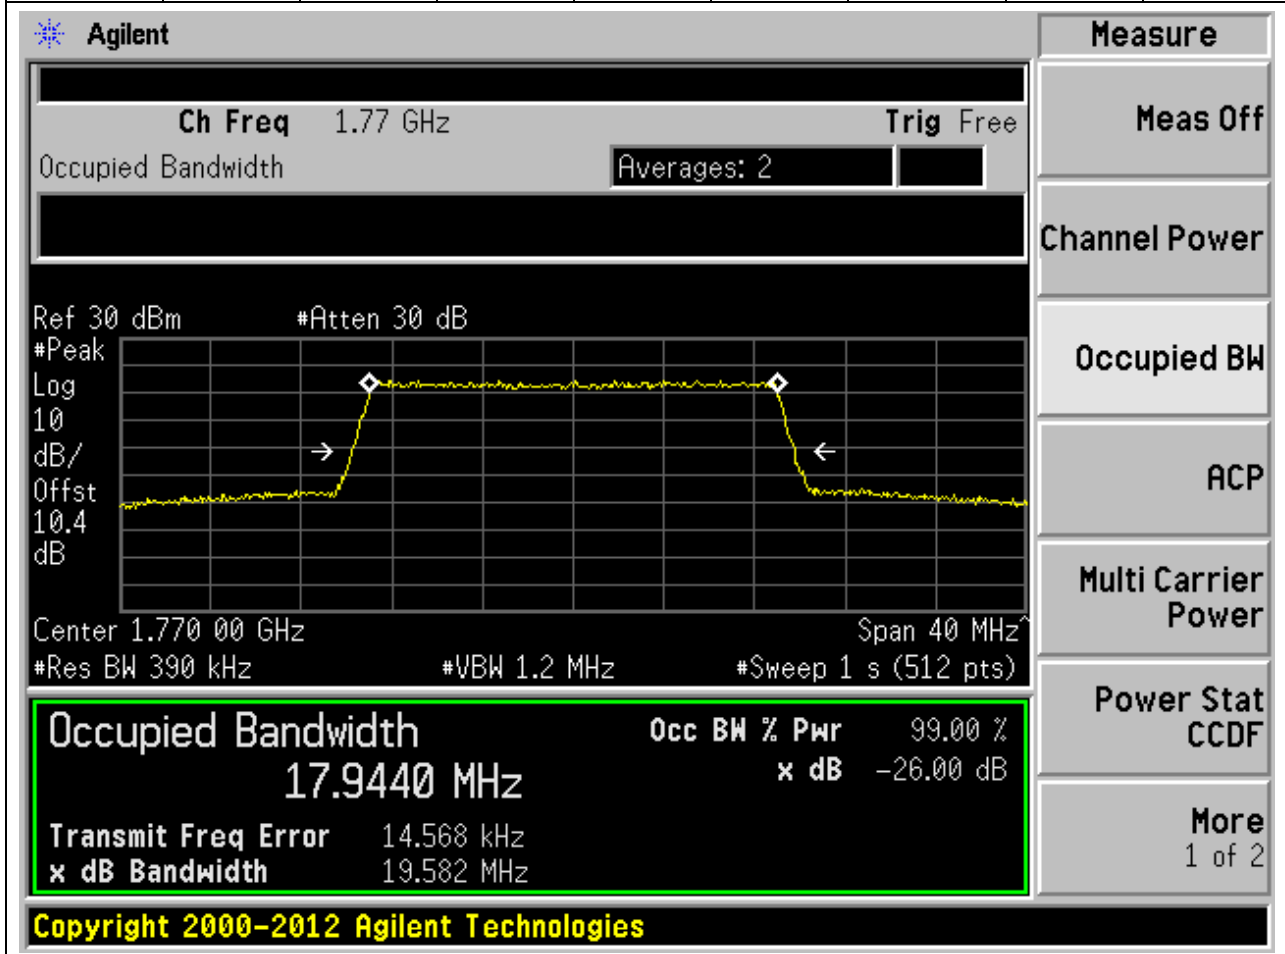 Agilent
Measure
Ch Freq 1.77 GHz Trig Free
Occupied Bandwidth Averages: 2
Meas Off
Channel Power
Occupied BW
ACP
Multi Carrier
Power
Power Stat
CCDF
More
1 of 2
Ref 30 dBm #Atten 30 dB
#Peak
Log
10
dB/
Offst
10.4
dB
Center 1.770 00 GHz Span 40 MHz^
#Res BW 390 kHz #VBW 1.2 MHz #Sweep 1 s (512 pts)
Occupied Bandwidth Occ BW % Pwr 99.00 %
17.9440 MHz x dB -26.00 dB
Transmit Freq Error 14.568 kHz
x dB Bandwidth 19.582 MHz
Copyright 2000-2012 Agilent Technologies